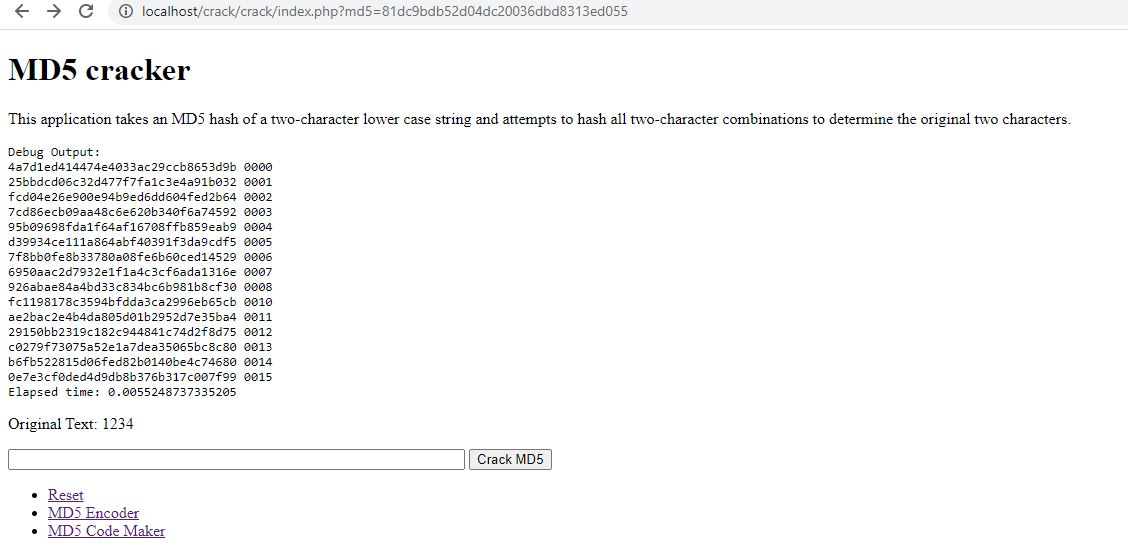 localhost/crack/crack/index.php?md5=81dc9bdb52d04dc20036dbd8313ed055
MD5 cracker
This application takes an MD5 hash of a two-character lower case string and attempts to hash all two-character combinations to determine the original two characters.
Debug Output:
4a7d1ed414474e4033ac29ccb8653d9b 0000
25bbdcd06c32d477f7fa1c3e4a91b032 0001
fcd04e26e900e94b9ed6dd604fed2b64 0002
7cd86ecb09aa48c6e620b340f6a74592 0003
95b09698fda1f64af16708ffb859eab9 0004
d39934ce111a864abf40391f3da9cdf5 0005
7f8bb0fe8b33780a08fe6b60ced14529 0006
6950aac2d7932e1f1a4c3cf6ada1316e 0007
926abae84a4bd33c834bc6b981b8cf30 0008
fc1198178c3594bfdda3ca2996eb65cb 0010
ae2bac2e4b4da805d01b2952d7e35ba4 0011
29150bb2319c182c944841c74d2f8d75 0012
c0279f73075a52e1a7dea35065bc8c80 0013
b6fb522815d06fed82b0140be4c74680 0014
0e7e3cf0ded4d9db8b376b317c007f99 0015
Elapsed time: 0.0055248737335205
Original Text: 1234
Crack MD5
Reset
MD5 Encoder
MD5 Code Maker